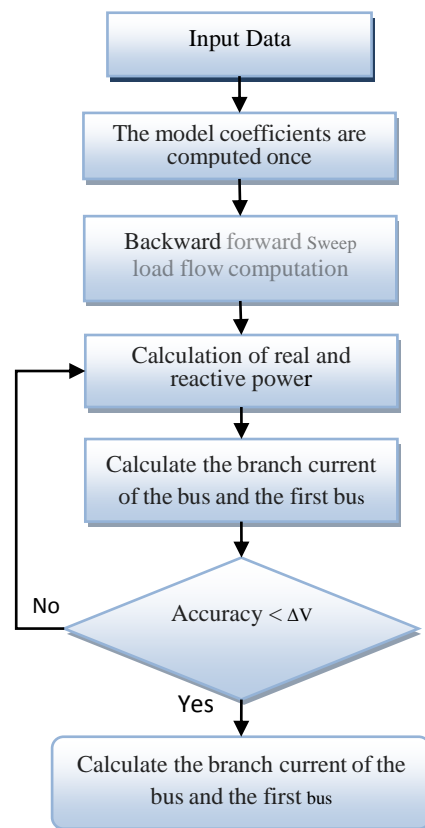 Input Data
The model coefficients are
computed once
Backward forward Sweep
load flow computation
Calculation of real and
reactive power
Calculate the branch current
of the bus and the first bus
Accuracy < ΔV
No
Yes
Calculate the branch current of the
bus and the first bus